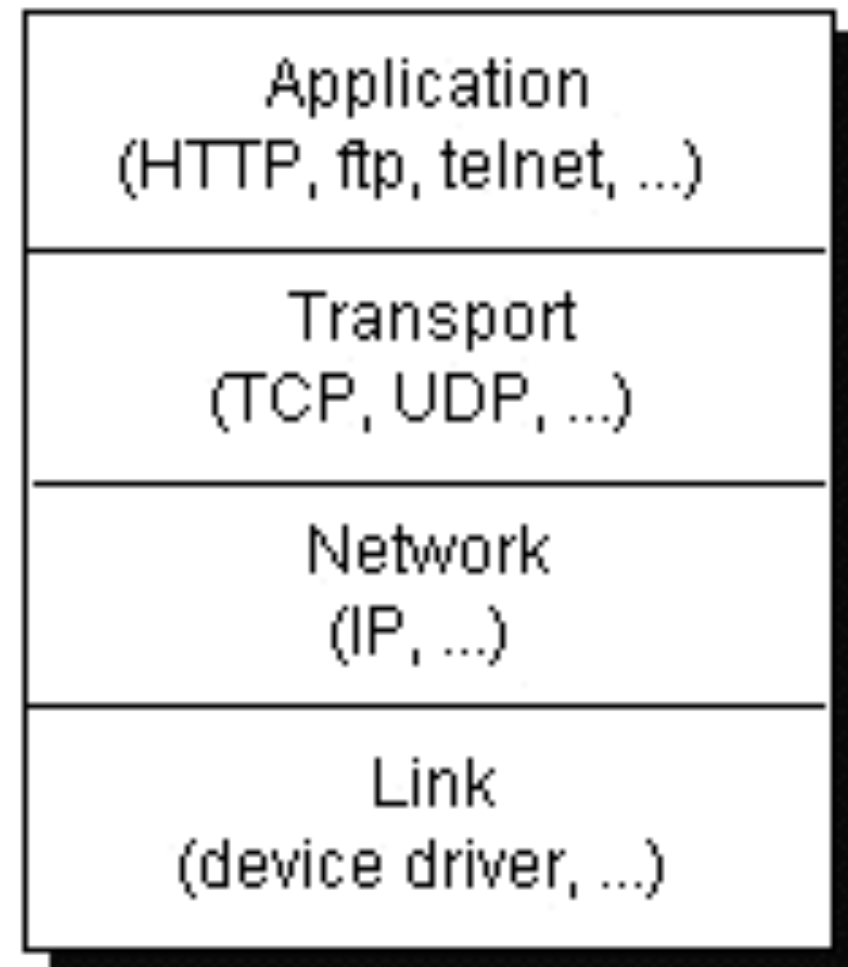 Application
(HTTP, ftp, telnet, ...)
Transport
(TCP, UDP, ...)
Network
(IP, ...)
Link
(device driver, ...)